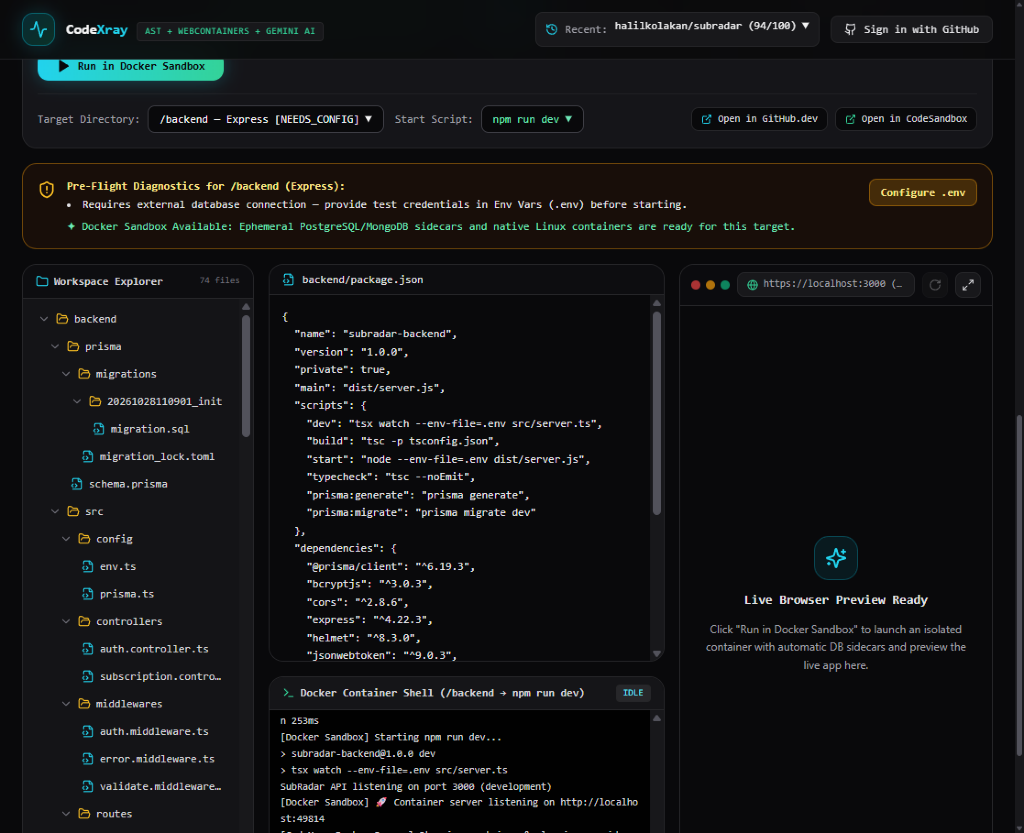 CodeXray
AST + WEBCONTAINERS + GEMINI AI
Recent: halilkolakan/subradar (94/100) ▼
Sign in with GitHub
▶ Run in Docker Sandbox
Target Directory:
/backend — Express [NEEDS_CONFIG] ▼
Start Script:
npm run dev ▼
Open in GitHub.dev
Open in CodeSandbox
Pre-Flight Diagnostics for /backend (Express):
• Requires external database connection — provide test credentials in Env Vars (.env) before starting.
✦ Docker Sandbox Available: Ephemeral PostgreSQL/MongoDB sidecars and native Linux containers are ready for this target.
Configure .env
Workspace Explorer
74 files
backend
prisma
migrations
20261028110901_init
migration.sql
migration_lock.toml
schema.prisma
src
config
env.ts
prisma.ts
controllers
auth.controller.ts
subscription.contro…
middlewares
auth.middleware.ts
error.middleware.ts
validate.middleware…
routes
backend/package.json
{
"name": "subradar-backend",
"version": "1.0.0",
"private": true,
"main": "dist/server.js",
"scripts": {
"dev": "tsx watch --env-file=.env src/server.ts",
"build": "tsc -p tsconfig.json",
"start": "node --env-file=.env dist/server.js",
"typecheck": "tsc --noEmit",
"prisma:generate": "prisma generate",
"prisma:migrate": "prisma migrate dev"
},
"dependencies": {
"@prisma/client": "^6.19.3",
"bcryptjs": "^3.0.3",
"cors": "^2.8.6",
"express": "^4.22.3",
"helmet": "^8.3.0",
"jsonwebtoken": "^9.0.3",
>_ Docker Container Shell (/backend → npm run dev)
IDLE
n 253ms
[Docker Sandbox] Starting npm run dev...
> subradar-backend@1.0.0 dev
> tsx watch --env-file=.env src/server.ts
SubRadar API listening on port 3000 (development)
[Docker Sandbox] 🚀 Container server listening on http://localho
st:49814
https://localhost:3000 (…
Live Browser Preview Ready
Click "Run in Docker Sandbox" to launch an isolated
container with automatic DB sidecars and preview the
live app here.